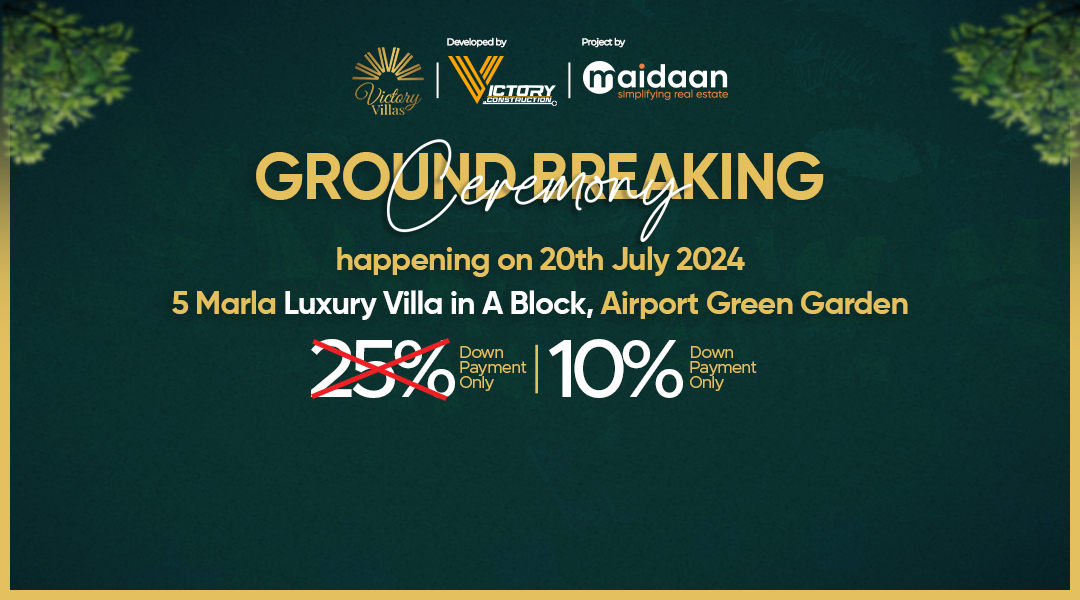 Victory
Villas
Developed by
VICTORY
CONSTRUCTION
Project by
maidaan
simplifying real estate
GROUND BREAKING
Ceremony
happening on 20th July 2024
5 Marla Luxury Villa in A Block, Airport Green Garden
25% Down Payment Only
10% Down Payment Only